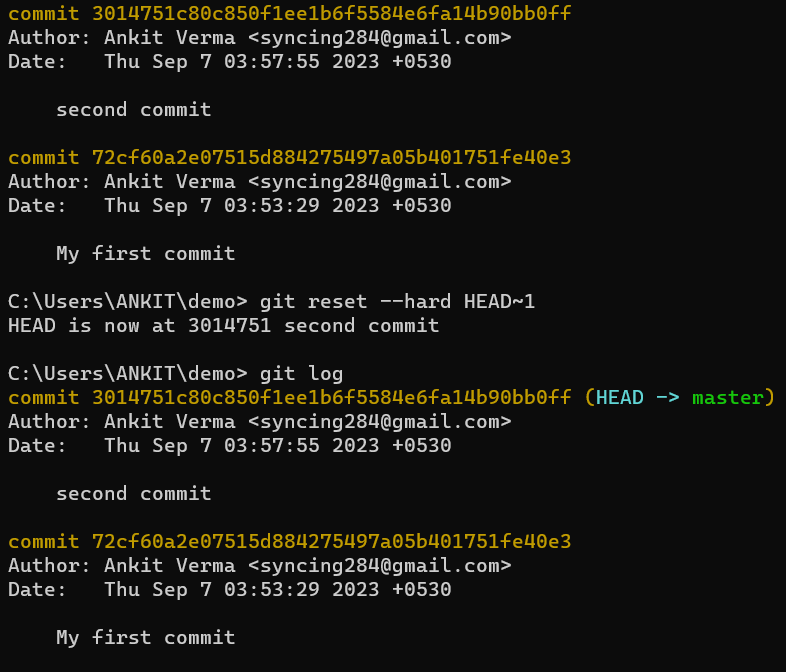 commit 3014751c80c850f1ee1b6f5584e6fa14b90bb0ff
Author: Ankit Verma <syncing284@gmail.com>
Date:   Thu Sep 7 03:57:55 2023 +0530
    second commit
commit 72cf60a2e07515d884275497a05b401751fe40e3
Author: Ankit Verma <syncing284@gmail.com>
Date:   Thu Sep 7 03:53:29 2023 +0530
    My first commit
C:\Users\ANKIT\demo> git reset --hard HEAD~1
HEAD is now at 3014751 second commit
C:\Users\ANKIT\demo> git log
commit 3014751c80c850f1ee1b6f5584e6fa14b90bb0ff (HEAD -> master)
Author: Ankit Verma <syncing284@gmail.com>
Date:   Thu Sep 7 03:57:55 2023 +0530
    second commit
commit 72cf60a2e07515d884275497a05b401751fe40e3
Author: Ankit Verma <syncing284@gmail.com>
Date:   Thu Sep 7 03:53:29 2023 +0530
    My first commit